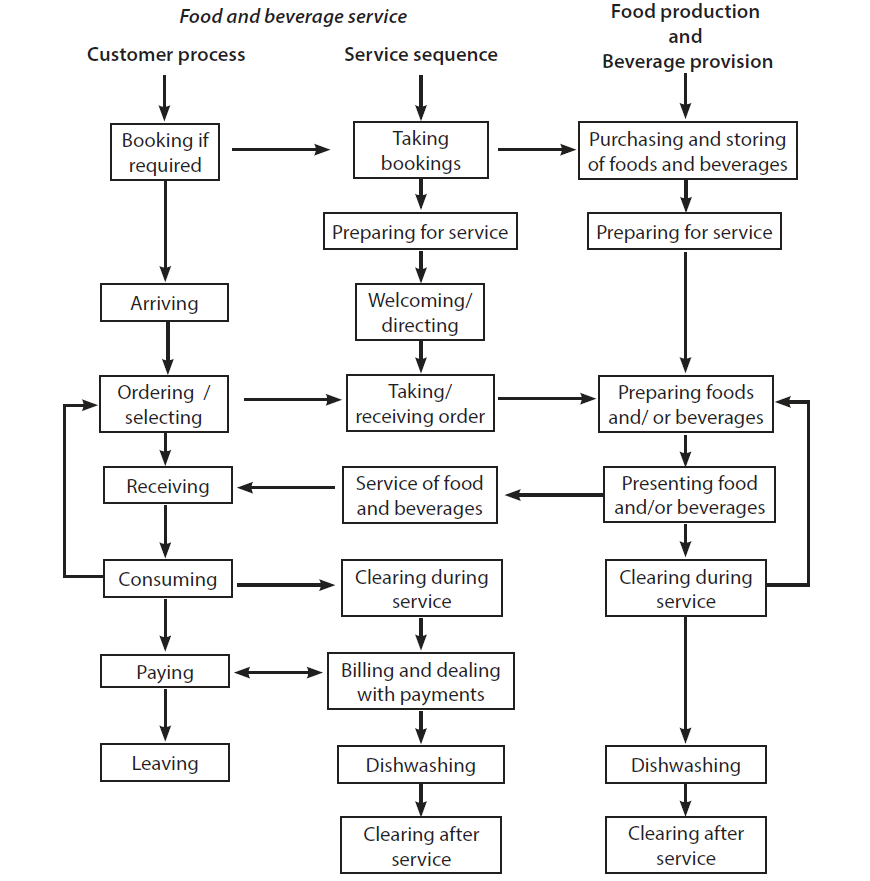 Food and beverage service
Food production
and
Beverage provision
Customer process
Service sequence
Booking if
required
Taking
bookings
Purchasing and storing
of foods and beverages
Preparing for service
Preparing for service
Arriving
Welcoming/
directing
Ordering /
selecting
Taking/
receiving order
Preparing foods
and/ or beverages
Receiving
Service of food
and beverages
Presenting food
and/or beverages
Consuming
Clearing during
service
Clearing during
service
Paying
Billing and dealing
with payments
Leaving
Dishwashing
Dishwashing
Clearing after
service
Clearing after
service